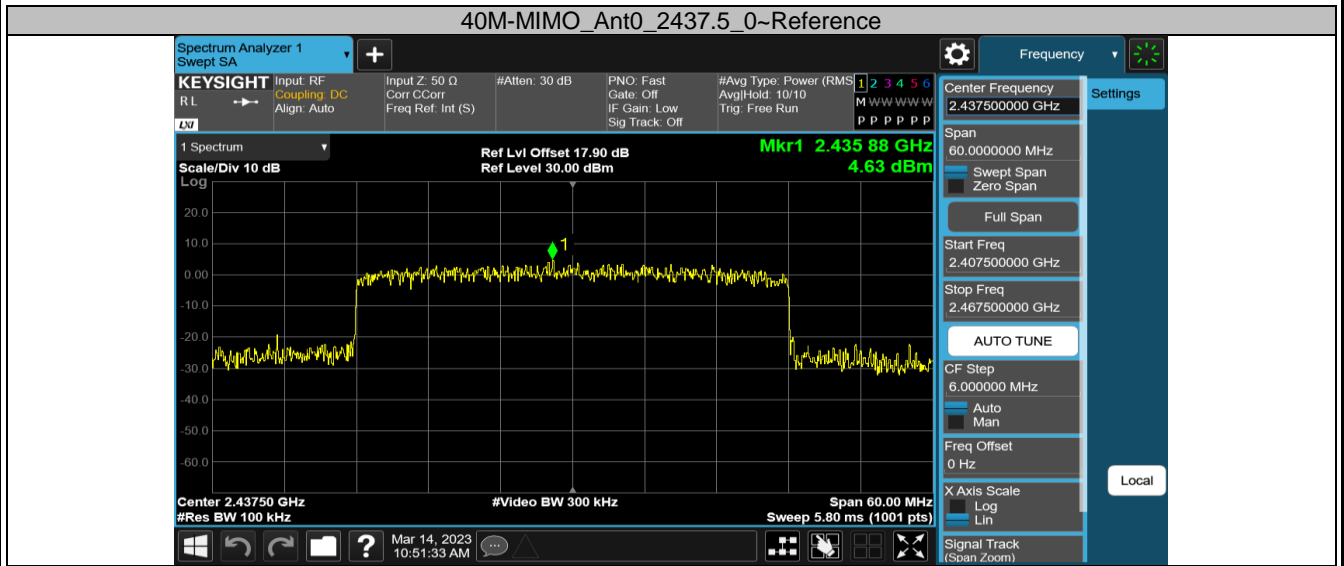 40M-MIMO_Ant0_2437.5_0~Reference
Spectrum Analyzer 1
Swept SA
Frequency
KEYSIGHT
R L
LXI
Input: RF
Coupling: DC
Align: Auto
Input Z: 50 Ω
Corr CCorr
Freq Ref: Int (S)
#Atten: 30 dB
PNO: Fast
Gate: Off
IF Gain: Low
Sig Track: Off
#Avg Type: Power (RMS
Avg|Hold: 10/10
Trig: Free Run
1 2 3 4 5 6
M W W W W W
P P P P P P
1 Spectrum
Scale/Div 10 dB
Log
Ref Lvl Offset 17.90 dB
Ref Level 30.00 dBm
Mkr1 2.435 88 GHz
4.63 dBm
20.0
10.0
1
0.00
-10.0
-20.0
-30.0
-40.0
-50.0
-60.0
Center 2.43750 GHz
#Res BW 100 kHz
#Video BW 300 kHz
Span 60.00 MHz
Sweep 5.80 ms (1001 pts)
Center Frequency
2.437500000 GHz
Settings
Span
60.0000000 MHz
Swept Span
Zero Span
Full Span
Start Freq
2.407500000 GHz
Stop Freq
2.467500000 GHz
AUTO TUNE
CF Step
6.000000 MHz
Auto
Man
Freq Offset
0 Hz
X Axis Scale
Log
Lin
Local
Signal Track
(Span Zoom)
?
Mar 14, 2023
10:51:33 AM